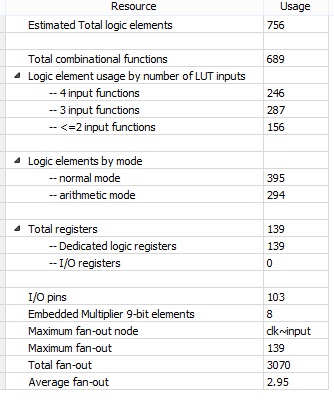 Resource Usage
Estimated Total logic elements 756
Total combinational functions 689
Logic element usage by number of LUT inputs
-- 4 input functions 246
-- 3 input functions 287
-- <=2 input functions 156
Logic elements by mode
-- normal mode 395
-- arithmetic mode 294
Total registers 139
-- Dedicated logic registers 139
-- I/O registers 0
I/O pins 103
Embedded Multiplier 9-bit elements 8
Maximum fan-out node clk~input
Maximum fan-out 139
Total fan-out 3070
Average fan-out 2.95